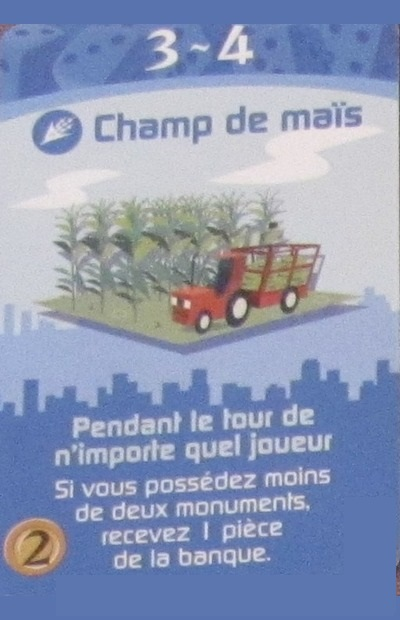 3~4
Champ de maïs
Pendant le tour de
n'importe quel joueur
Si vous possédez moins
de deux monuments,
recevez 1 pièce
de la banque.
2